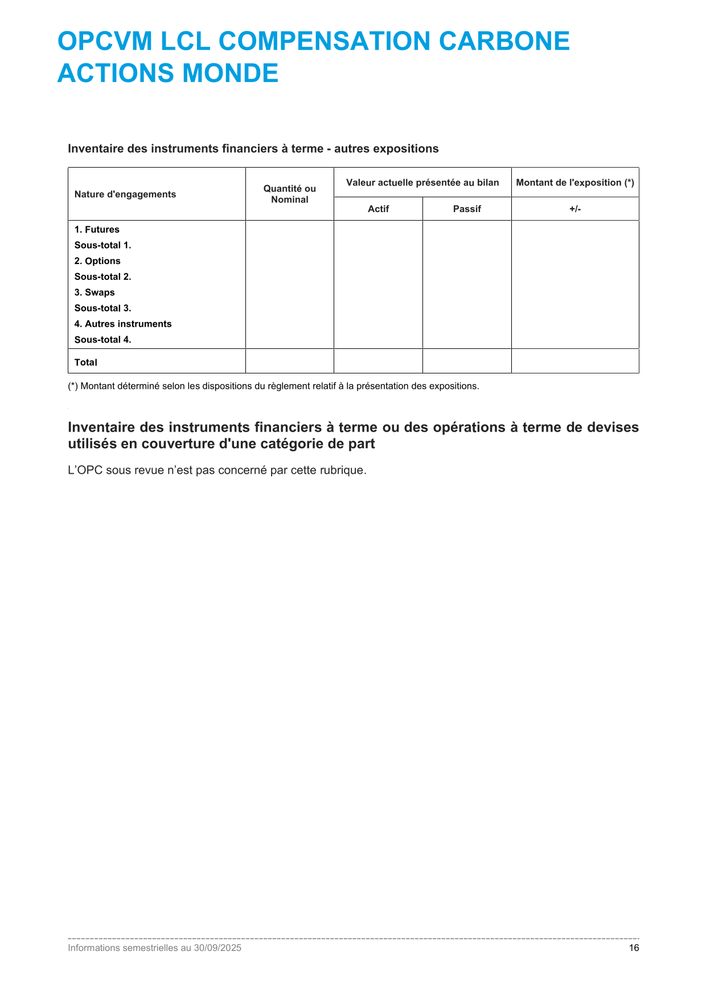 OPCVM LCL COMPENSATION CARBONE
ACTIONS MONDE
Inventaire des instruments financiers à terme - autres expositions
Nature d'engagements
Quantité ou
Nominal
Valeur actuelle présentée au bilan
Montant de l'exposition (*)
Actif
Passif
+/-
1. Futures
Sous-total 1.
2. Options
Sous-total 2.
3. Swaps
Sous-total 3.
4. Autres instruments
Sous-total 4.
Total
(*) Montant déterminé selon les dispositions du règlement relatif à la présentation des expositions.
Inventaire des instruments financiers à terme ou des opérations à terme de devises
utilisés en couverture d'une catégorie de part
L’OPC sous revue n’est pas concerné par cette rubrique.
Informations semestrielles au 30/09/2025
16